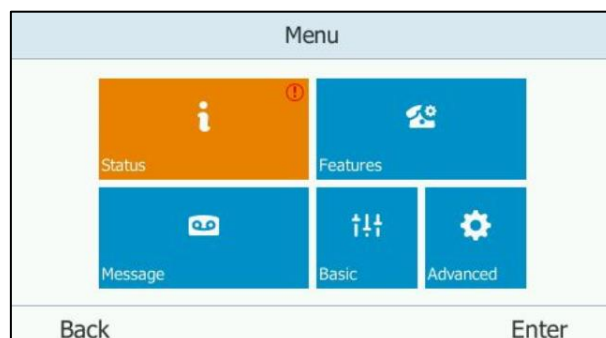 Menu
Status
Features
Message
Basic
Advanced
Back
Enter